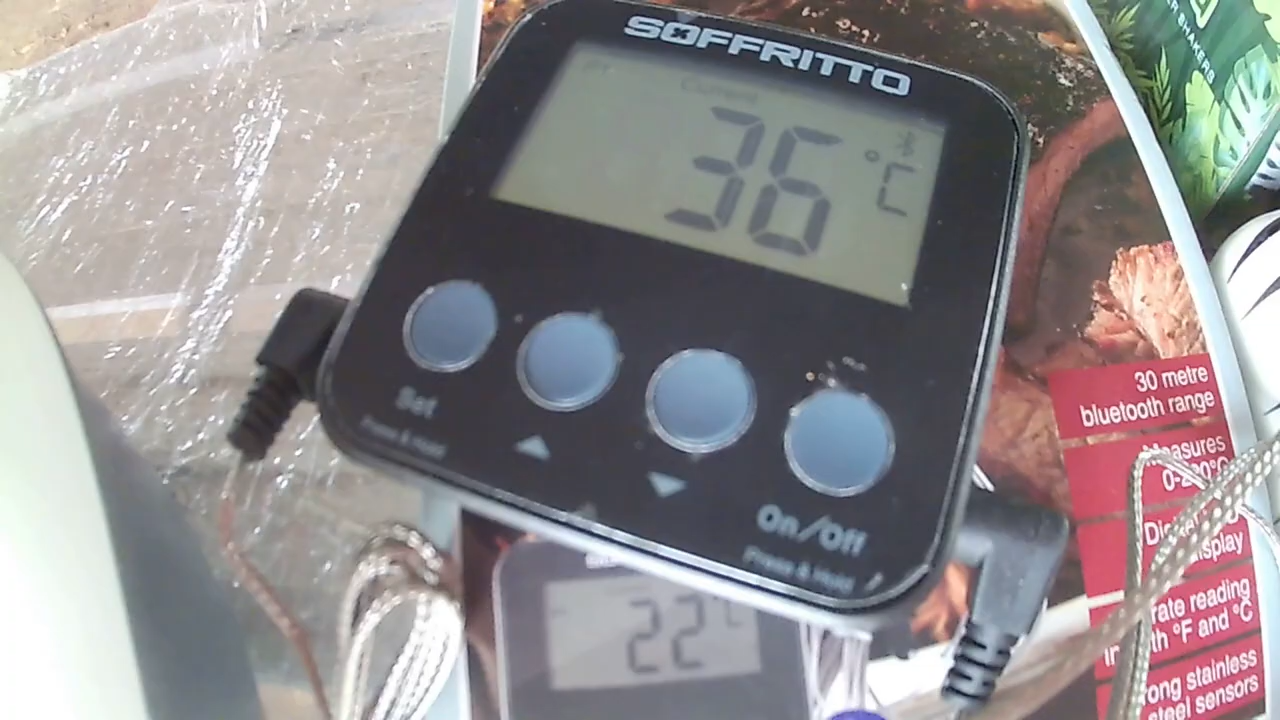 SOFFRITTO
Current
36 °C
Set
Press & Hold
On/Off
Press & Hold
22°C
30 metre
bluetooth range
Measures
display
rate reading
°F and °C
steel sensors